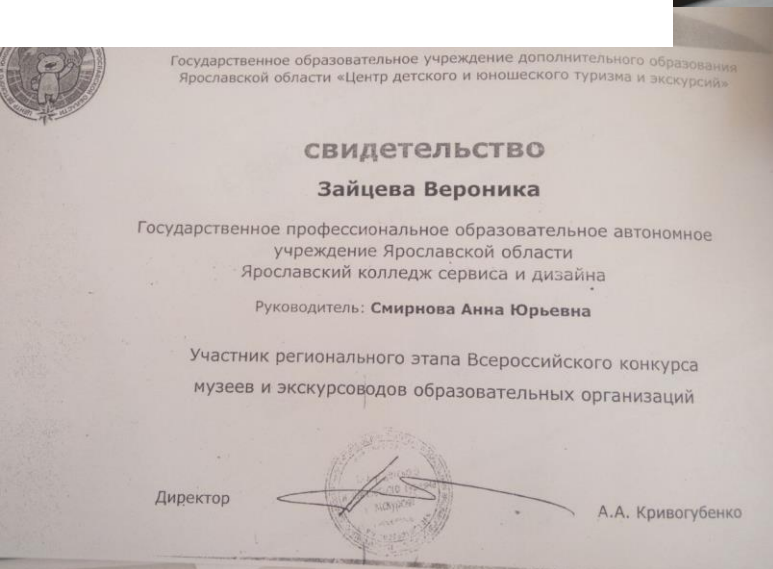 Государственное образовательное учреждение дополнительного образования
Ярославской области «Центр детского и юношеского туризма и экскурсий»
свидетельство
Зайцева Вероника
Государственное профессиональное образовательное автономное
учреждение Ярославской области
Ярославский колледж сервиса и дизайна
Руководитель: Смирнова Анна Юрьевна
Участник регионального этапа Всероссийского конкурса
музеев и экскурсоводов образовательных организаций
Директор
А.А. Кривогубенко